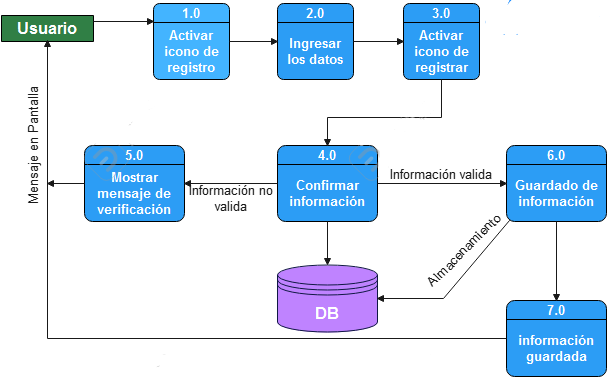 Usuario
1.0
Activar
icono de
registro
2.0
Ingresar
los datos
3.0
Activar
icono de
registrar
Mensaje en Pantalla
5.0
Mostrar
mensaje de
verificación
Información no
valida
4.0
Confirmar
información
Información valida
6.0
Guardado de
información
Almacenamiento
DB
7.0
información
guardada